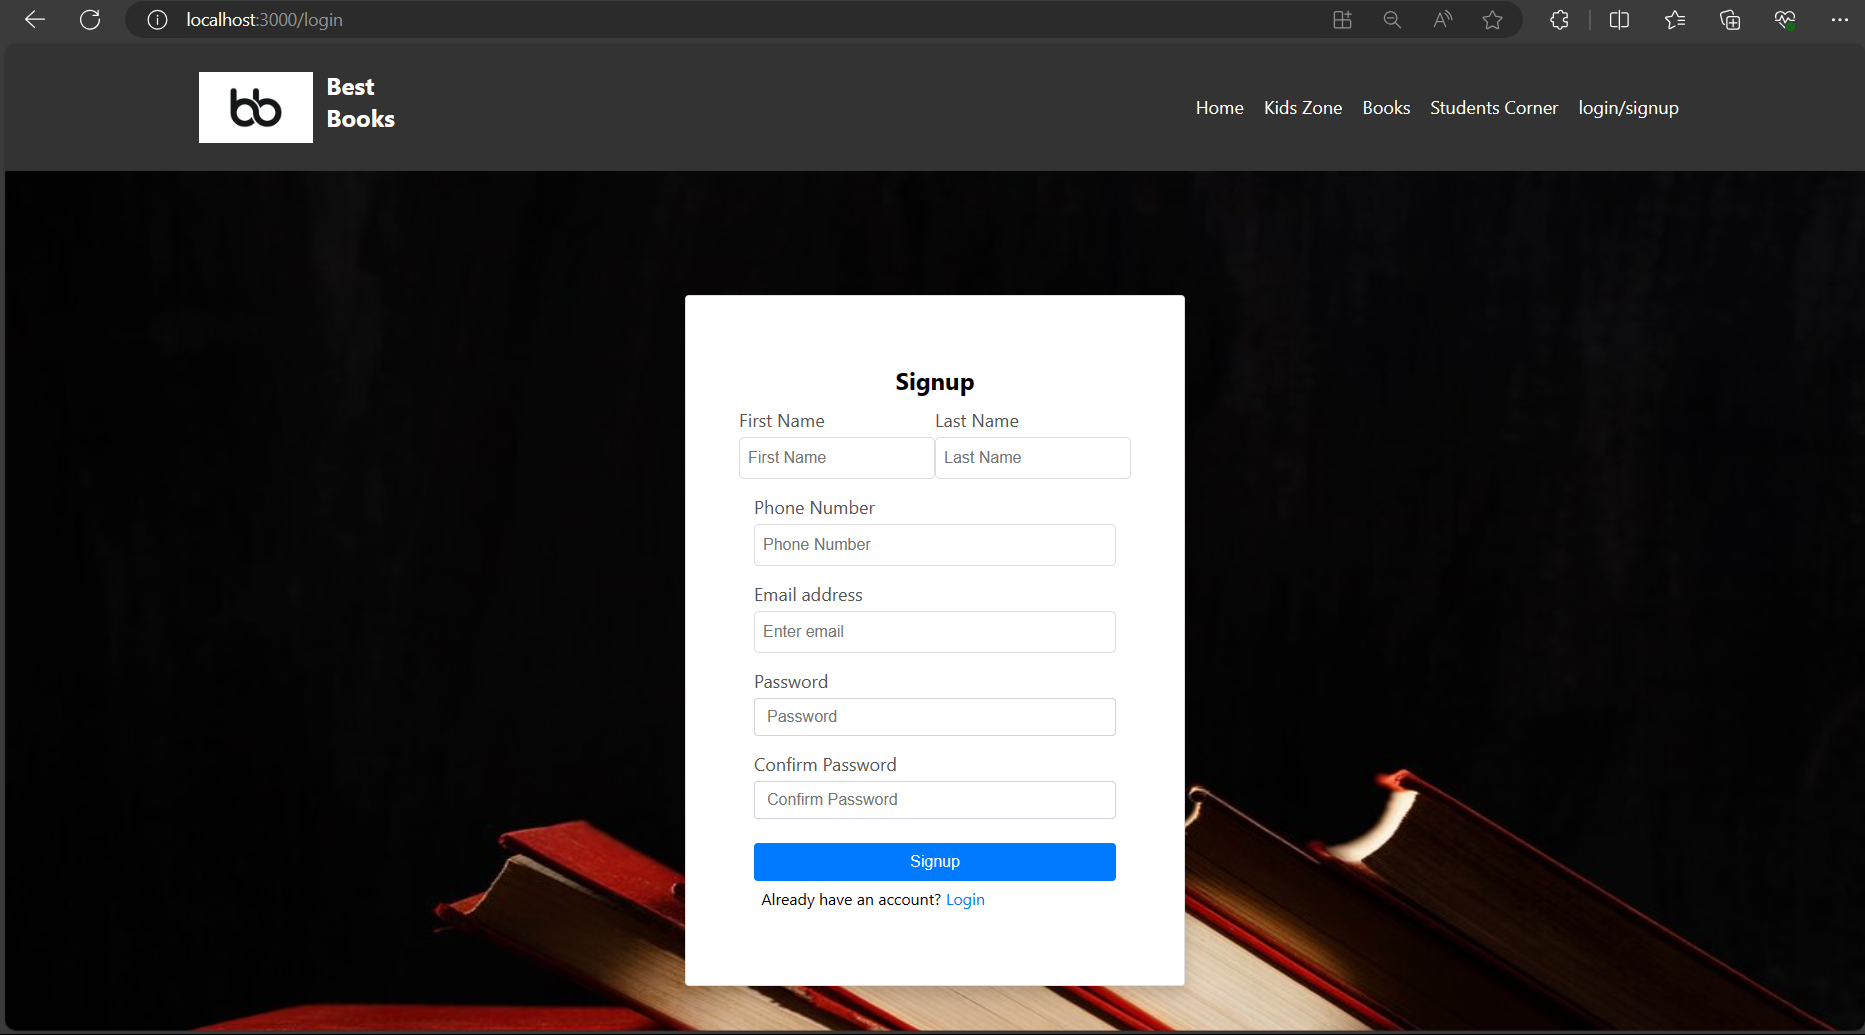 localhost:3000/login
bb
Best
Books
Home Kids Zone Books Students Corner login/signup
Signup
First Name Last Name
First Name Last Name
Phone Number
Phone Number
Email address
Enter email
Password
Password
Confirm Password
Confirm Password
Signup
Already have an account? Login